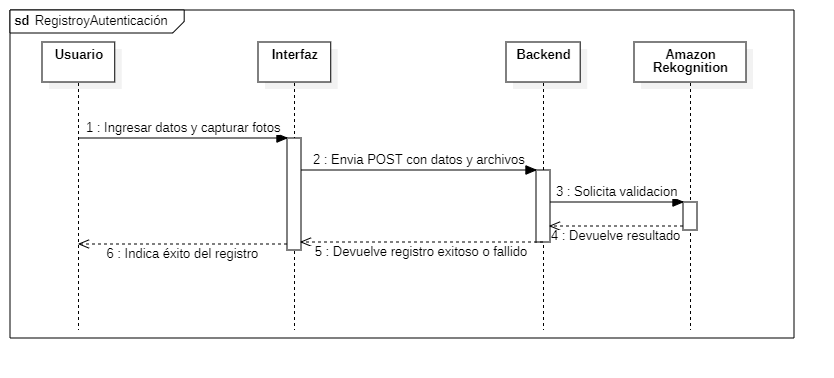 sd RegistroyAutenticación
Usuario
Interfaz
Backend
Amazon
Rekognition
1 : Ingresar datos y capturar fotos
2 : Envia POST con datos y archivos
3 : Solicita validacion
4 : Devuelve resultado
5 : Devuelve registro exitoso o fallido
6 : Indica éxito del registro